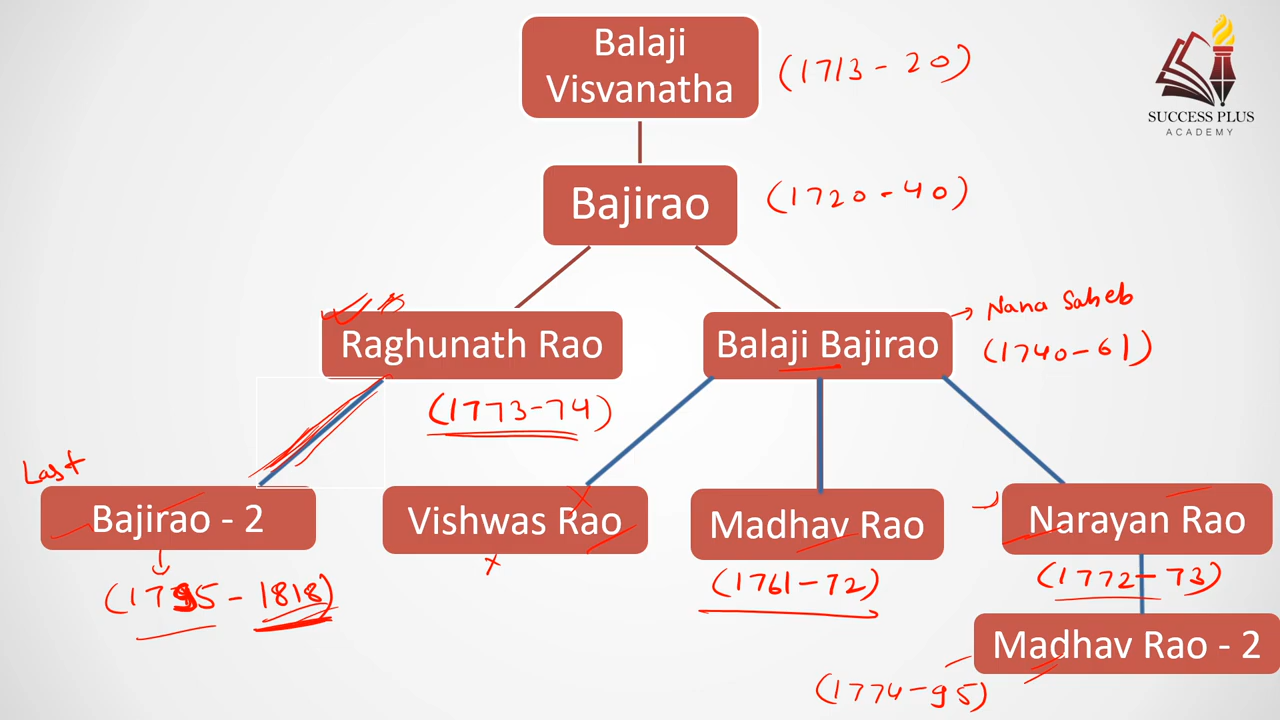 Balaji
Visvanatha
(1713-20)
SUCCESS PLUS
ACADEMY
Bajirao
(1720-40)
Raghunath Rao
(1773-74)
Balaji Bajirao
→ Nana Saheb
(1740-61)
Last
Bajirao - 2
(1795-1818)
Vishwas Rao
x
Madhav Rao
(1761-72)
Narayan Rao
(1772-73)
Madhav Rao - 2
(1774-95)